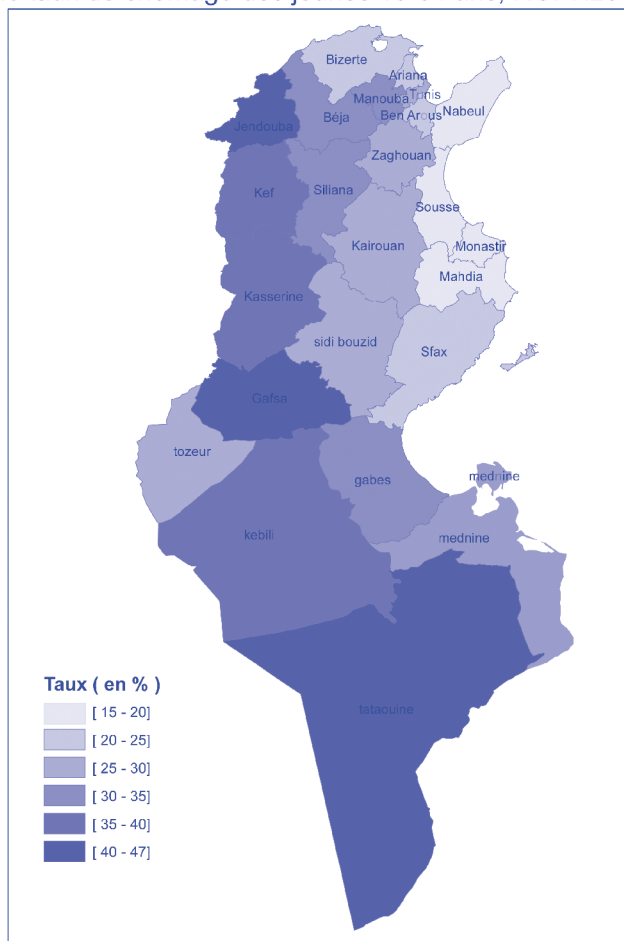 Bizerte
Ariana
Tunis
Manouba
Nabeul
Béja
Ben Arous
Jendouba
Zaghouan
Kef
Siliana
Sousse
Kairouan
Monastir
Mahdia
Kasserine
sidi bouzid
Sfax
Gafsa
tozeur
gabes
mednine
kebili
mednine
tataouine
Taux ( en % )
[ 15 - 20]
[ 20 - 25]
[ 25 - 30]
[ 30 - 35]
[ 35 - 40]
[ 40 - 47]